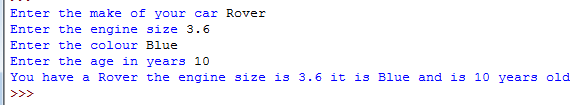 Enter the make of your car Rover
Enter the engine size 3.6
Enter the colour Blue
Enter the age in years 10
You have a Rover the engine size is 3.6 it is Blue and is 10 years old
>>>